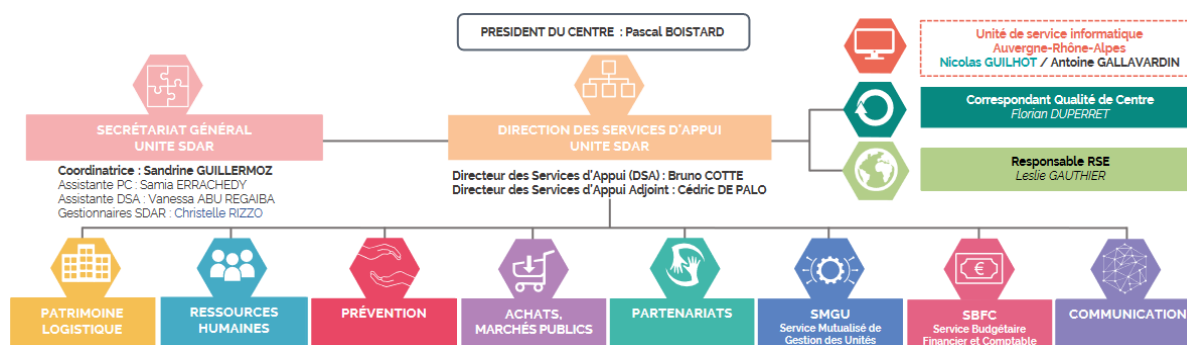 PRESIDENT DU CENTRE : Pascal BOISTARD
Unité de service informatique
Auvergne-Rhône-Alpes
Nicolas GUILHOT / Antoine GALLAVARDIN
Correspondant Qualité de Centre
Florian DUPERRET
Responsable RSE
Leslie GAUTHIER
SECRÉTARIAT GÉNÉRAL
UNITE SDAR
Coordinatrice : Sandrine GUILLERMOZ
Assistante PC : Samia ERRACHEDY
Assistante DSA : Vanessa ABU REGAIBA
Gestionnaires SDAR : Christelle RIZZO
DIRECTION DES SERVICES D'APPUI
UNITE SDAR
Directeur des Services d'Appui (DSA) : Bruno COTTE
Directeur des Services d'Appui Adjoint : Cédric DE PALO
PATRIMOINE
LOGISTIQUE
RESSOURCES
HUMAINES
PRÉVENTION
ACHATS,
MARCHÉS PUBLICS
PARTENARIATS
SMGU
Service Mutualisé de
Gestion des Unités
€
SBFC
Service Budgétaire
Financier et Comptable
COMMUNICATION